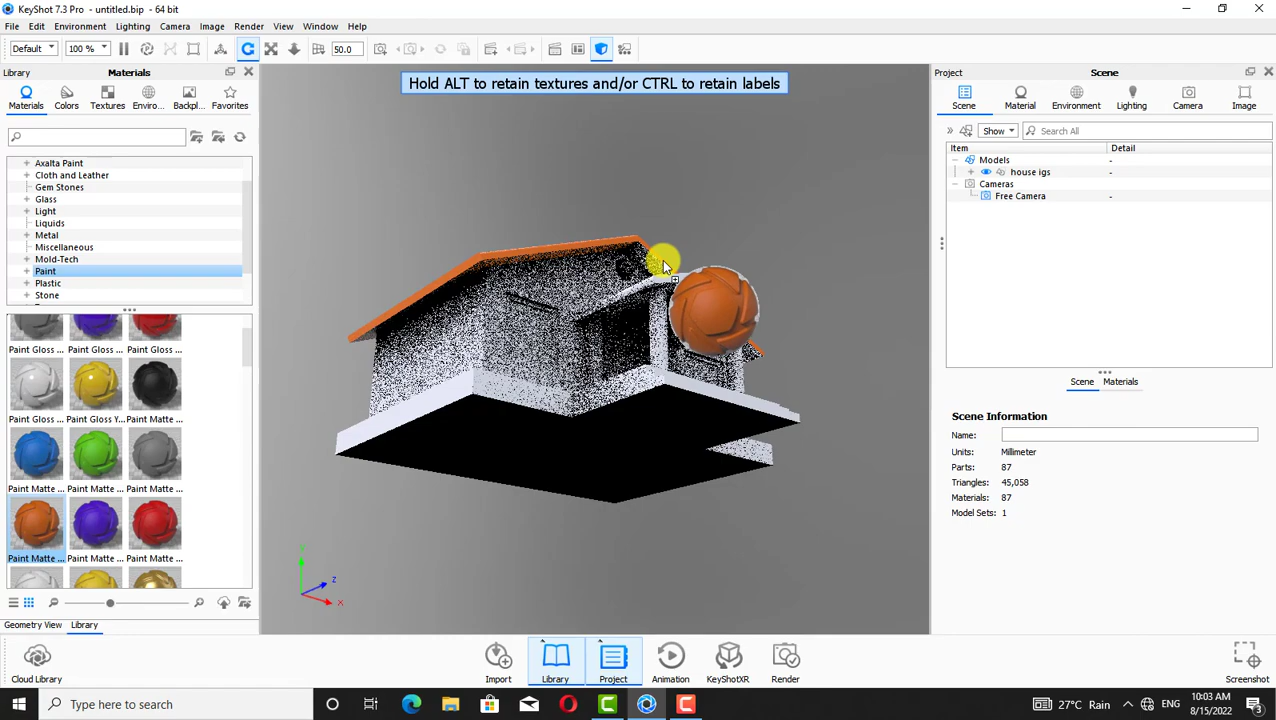 KeyShot 7.3 Pro - untitled.bip - 64 bit
File Edit Environment Lighting Camera Image Render View Window Help
Default 100 % 50.0
Library Materials
Materials Colors Textures Enviro... Backpl... Favorites
Axalta Paint
Cloth and Leather
Gem Stones
Glass
Light
Liquids
Metal
Miscellaneous
Mold-Tech
Paint
Plastic
Stone
Paint Gloss ... Paint Gloss ... Paint Gloss ...
Paint Gloss ... Paint Gloss Y... Paint Matte ...
Paint Matte ... Paint Matte ... Paint Matte ...
Paint Matte ... Paint Matte ... Paint Matte ...
Geometry View Library
Hold ALT to retain textures and/or CTRL to retain labels
Y
Z
X
Project Scene
Scene Material Environment Lighting Camera Image
» Show Search All
Item Detail
Models -
house igs -
Cameras
Free Camera -
Scene Materials
Scene Information
Name:
Units: Millimeter
Parts: 87
Triangles: 45,058
Materials: 87
Model Sets: 1
Cloud Library Import Library Project Animation KeyShotXR Render Screenshot
Type here to search
27°C Rain ENG
10:03 AM
8/15/2022
3